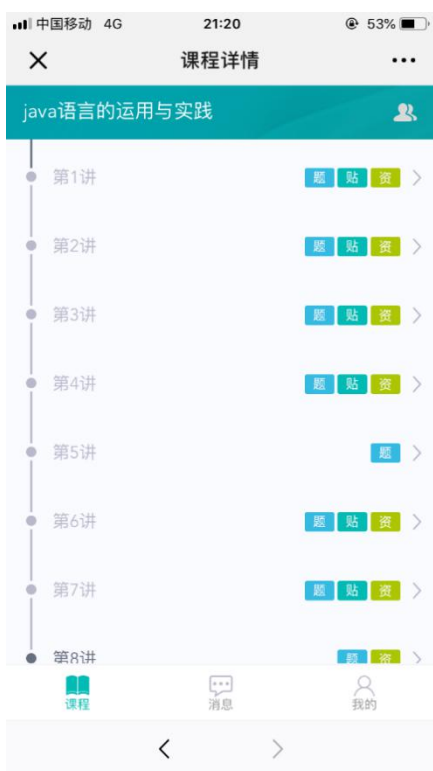 中国移动 4G 21:20 53%
课程详情
java语言的运用与实践
第1讲 题 贴 资
第2讲 题 贴 资
第3讲 题 贴 资
第4讲 题 贴 资
第5讲 题
第6讲 题 贴 资
第7讲 题 贴 资
第8讲 题 资
课程 消息 我的